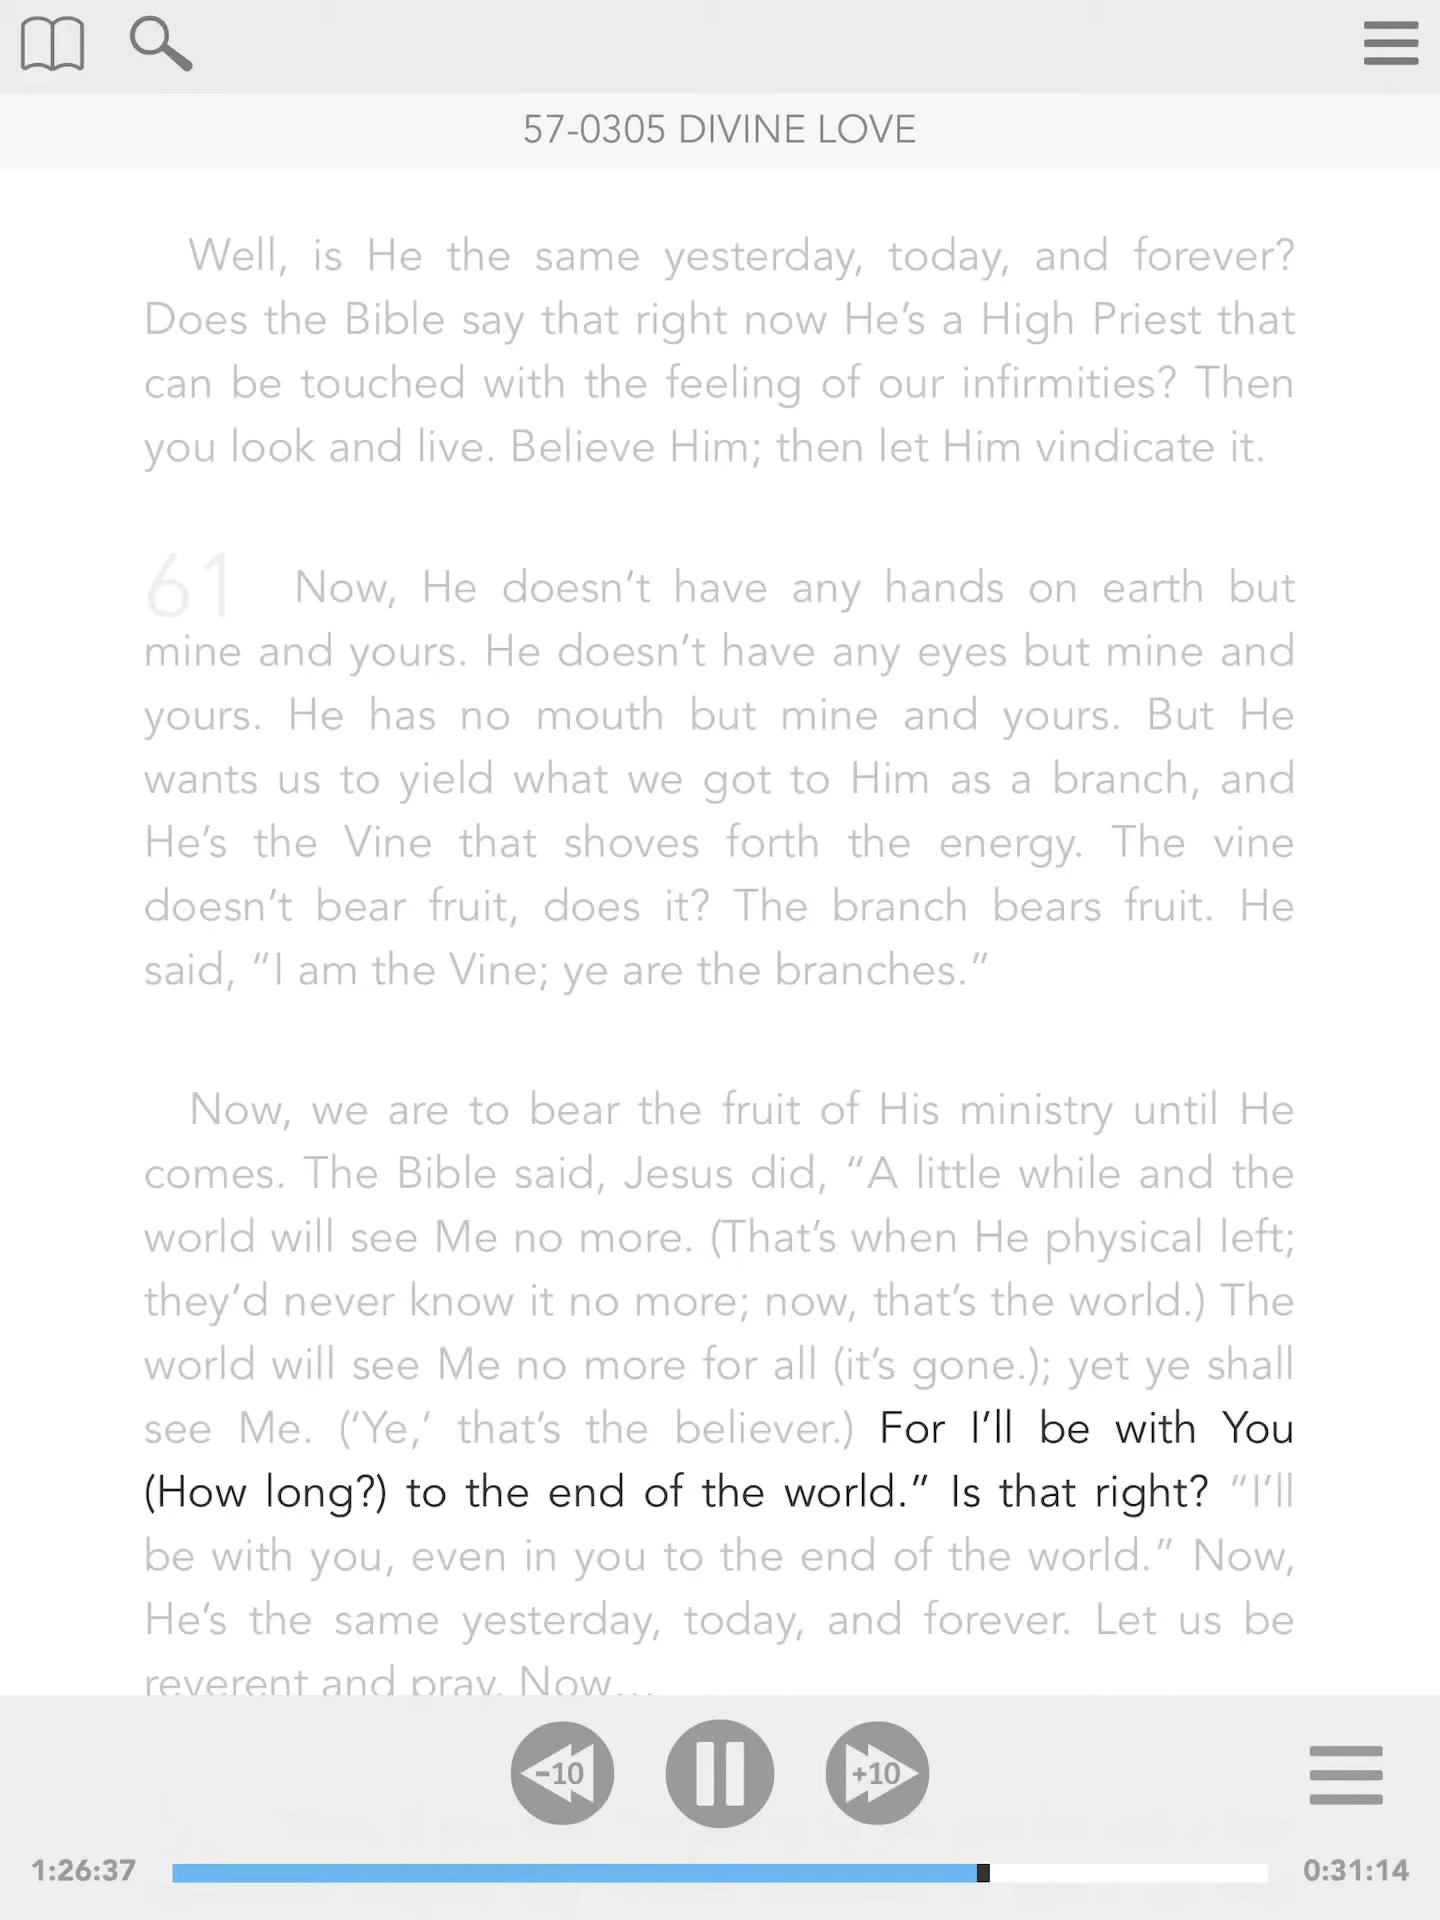 57-0305 DIVINE LOVE
Well, is He the same yesterday, today, and forever?
Does the Bible say that right now He’s a High Priest that
can be touched with the feeling of our infirmities? Then
you look and live. Believe Him; then let Him vindicate it.
61 Now, He doesn’t have any hands on earth but
mine and yours. He doesn’t have any eyes but mine and
yours. He has no mouth but mine and yours. But He
wants us to yield what we got to Him as a branch, and
He’s the Vine that shoves forth the energy. The vine
doesn’t bear fruit, does it? The branch bears fruit. He
said, “I am the Vine; ye are the branches.”
Now, we are to bear the fruit of His ministry until He
comes. The Bible said, Jesus did, “A little while and the
world will see Me no more. (That’s when He physical left;
they’d never know it no more; now, that’s the world.) The
world will see Me no more for all (it’s gone.); yet ye shall
see Me. (‘Ye,’ that’s the believer.) For I’ll be with You
(How long?) to the end of the world.” Is that right? “I’ll
be with you, even in you to the end of the world.” Now,
He’s the same yesterday, today, and forever. Let us be
reverent and pray. Now…
-10 +10
1:26:37 0:31:14